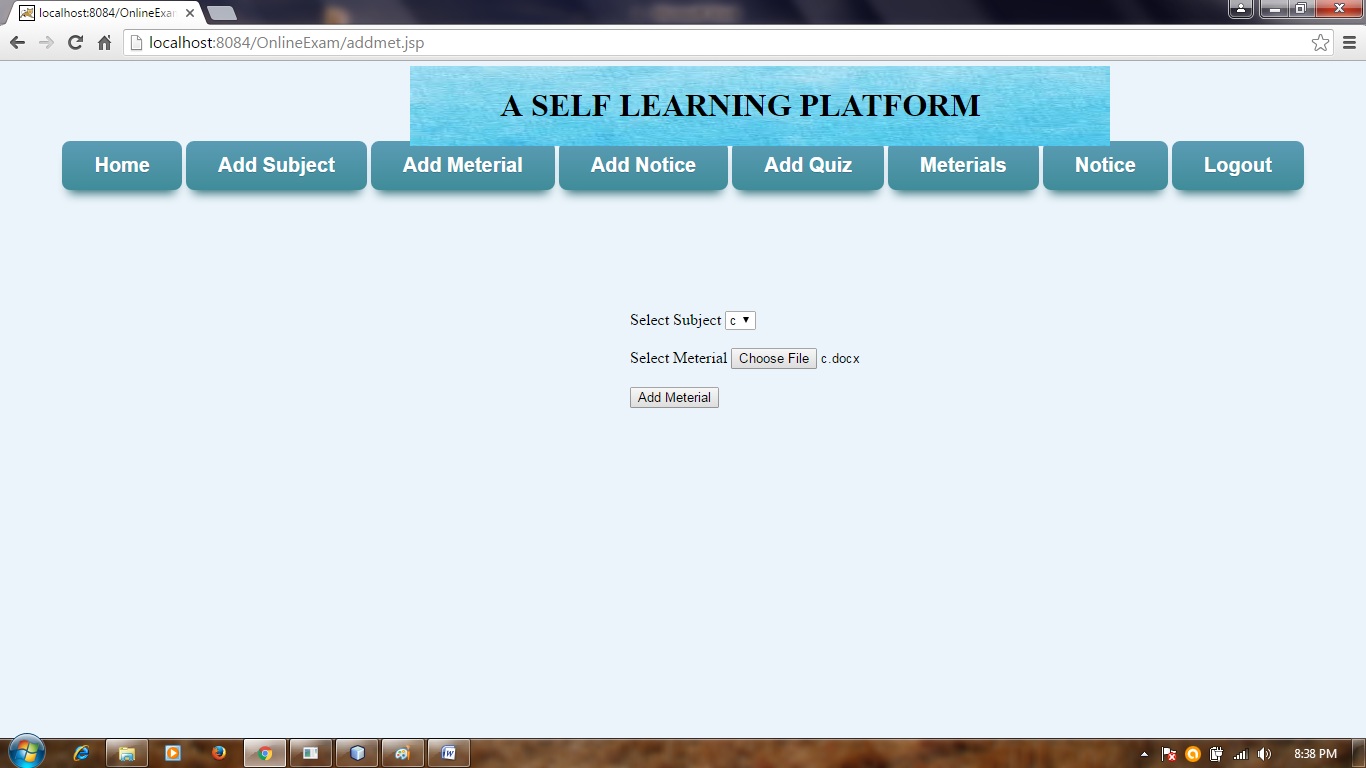 localhost:8084/OnlineExa
localhost:8084/OnlineExam/addmet.jsp
A SELF LEARNING PLATFORM
Home Add Subject Add Meterial Add Notice Add Quiz Meterials Notice Logout
Select Subject c
Select Meterial Choose File c.docx
Add Meterial
8:38 PM